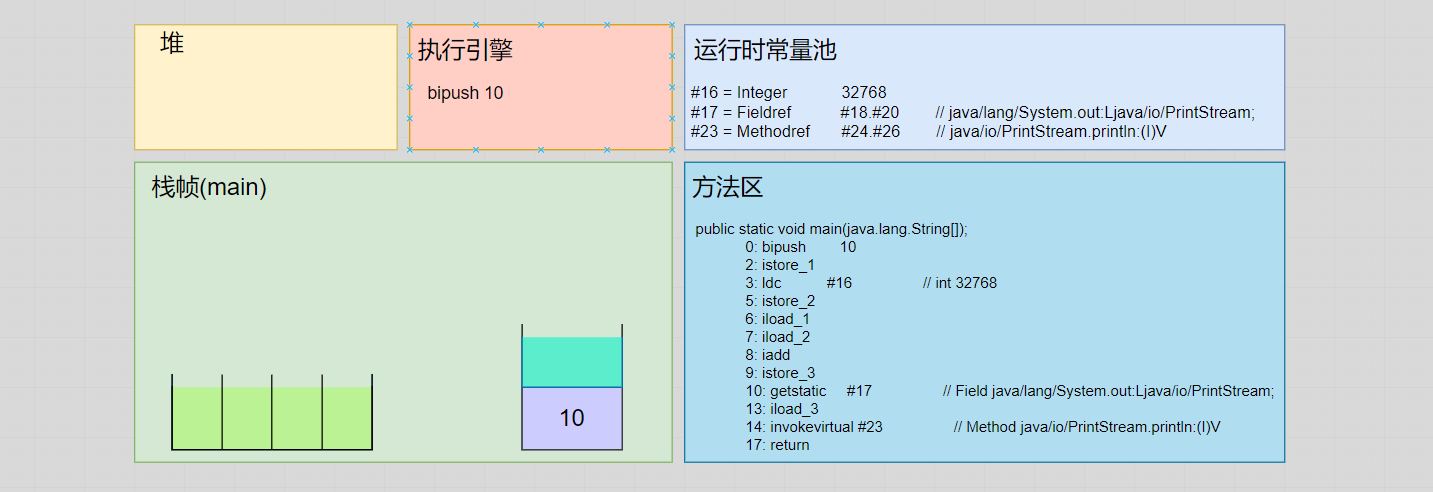 堆
执行引擎
bipush 10
运行时常量池
#16 = Integer 32768
#17 = Fieldref #18.#20 // java/lang/System.out:Ljava/io/PrintStream;
#23 = Methodref #24.#26 // java/io/PrintStream.println:(I)V
栈帧(main)
10
方法区
public static void main(java.lang.String[]);
0: bipush 10
2: istore_1
3: ldc #16 // int 32768
5: istore_2
6: iload_1
7: iload_2
8: iadd
9: istore_3
10: getstatic #17 // Field java/lang/System.out:Ljava/io/PrintStream;
13: iload_3
14: invokevirtual #23 // Method java/io/PrintStream.println:(I)V
17: return